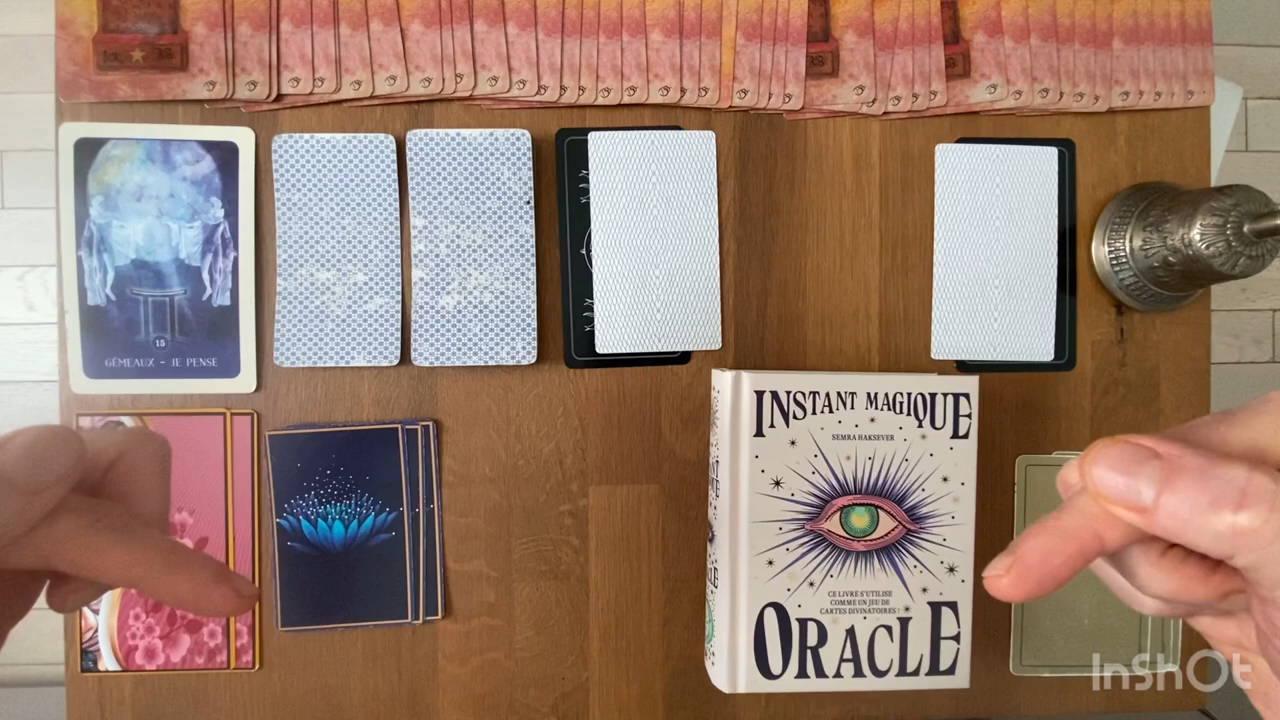 15
GÉMEAUX – JE PENSE
INSTANT MAGIQUE
SEMRA HAKSEVER
CE LIVRE S'UTILISE
COMME UN JEU DE
CARTES DIVINATOIRES !
ORACLE
InShOt